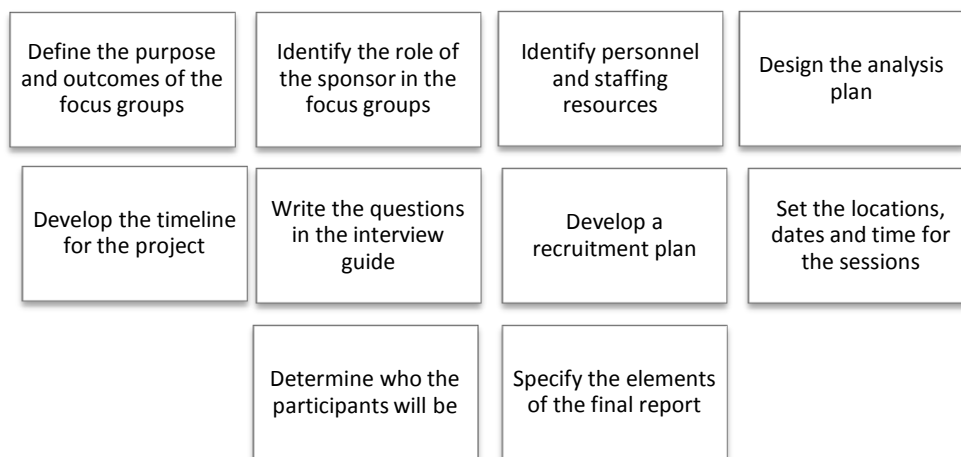 Define the purpose
and outcomes of the
focus groups
Identify the role of
the sponsor in the
focus groups
Identify personnel
and staffing
resources
Design the analysis
plan
Develop the timeline
for the project
Write the questions
in the interview
guide
Develop a
recruitment plan
Set the locations,
dates and time for
the sessions
Determine who the
participants will be
Specify the elements
of the final report